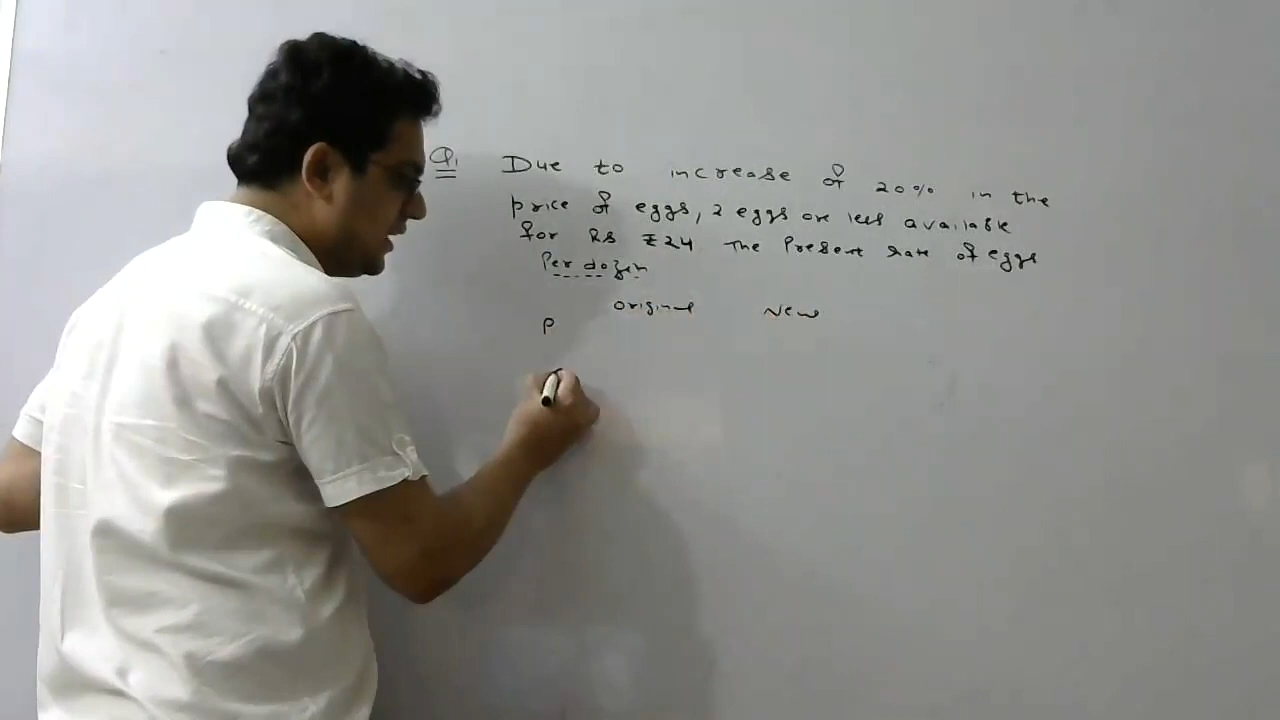 Q1 Due to increase of 20% in the
price of eggs, 2 eggs are less available
for Rs ₹24 The Present rate of eggs
Per dozen
original New
P